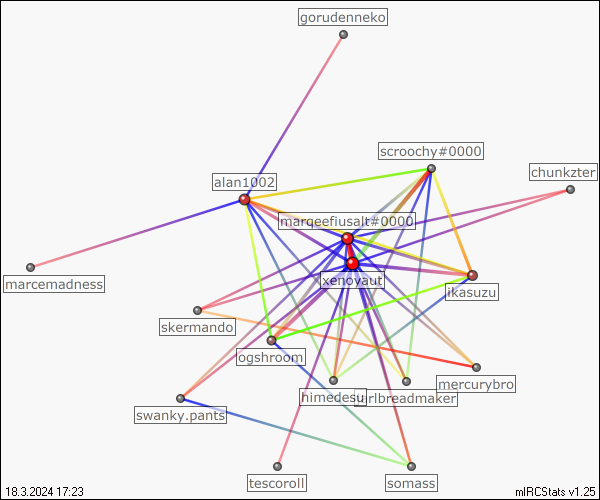 gorudenneko
scroochy#0000
chunkzter
alan1002
marqeefiusalt#0000
xenoyaut
marcemadness
ikasuzu
skermando
ogshroom
mercurybro
himedesu
swanky.pants
tescoroll
somass
18.3.2024 17:23
mIRCStats v1.25